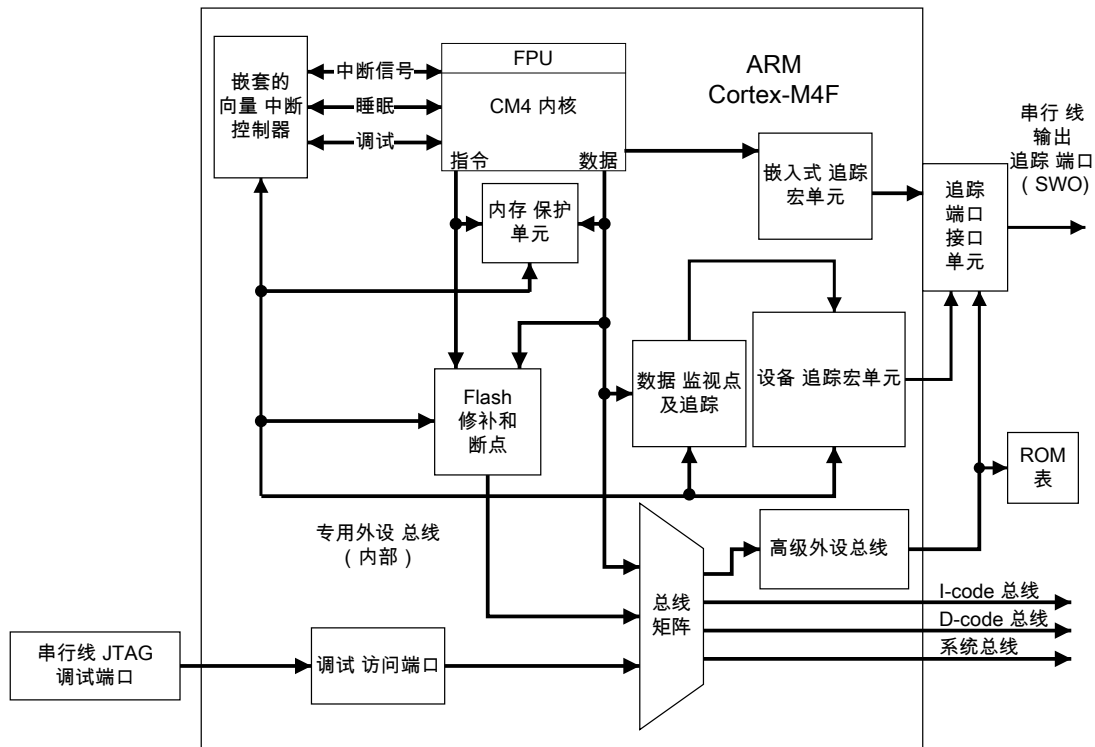 FPU
ARM
Cortex-M4F
嵌套的
向量 中断
控制器
中断信号
睡眠
调试
CM4 内核
指令
数据
串行 线
输出
追踪 端口
( SWO)
嵌入式 追踪
宏单元
追踪
端口
接口
单元
内存 保护
单元
Flash
修补和
断点
数据 监视点
及追踪
设备 追踪宏单元
ROM
表
专用外设 总线
( 内部 )
高级外设总线
总线
矩阵
I-code 总线
D-code 总线
系统总线
串行线 JTAG
调试端口
调试 访问端口